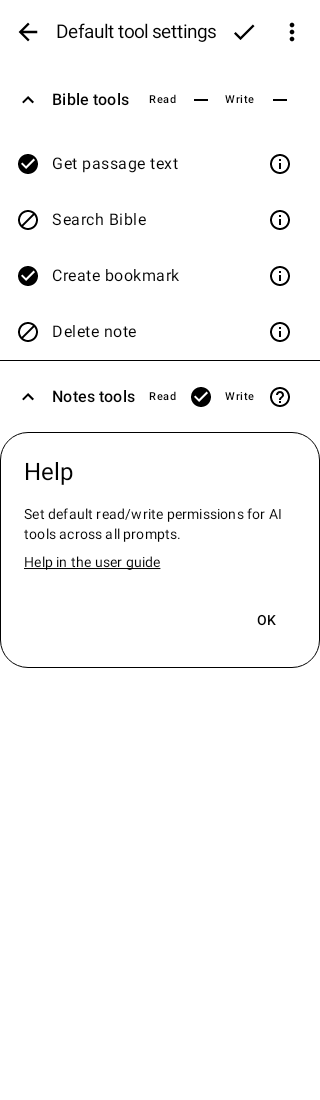 Default tool settings
Bible tools Read Write
Get passage text
Search Bible
Create bookmark
Delete note
Notes tools Read Write
Help
Set default read/write permissions for AI
tools across all prompts.
Help in the user guide
OK